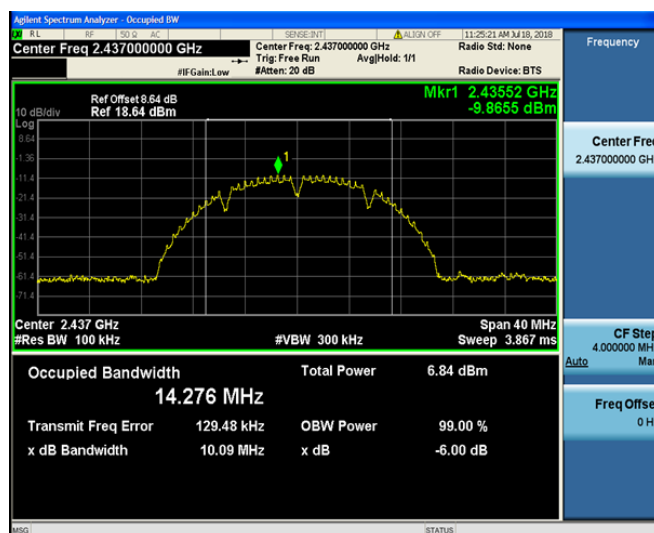 Agilent Spectrum Analyzer - Occupied BW
RL RF 50 Ω AC SENSE:INT ALIGN OFF 11:25:21 AM Jul 18, 2018
Center Freq 2.437000000 GHz
Center Freq: 2.437000000 GHz
Radio Std: None
Trig: Free Run Avg|Hold: 1/1
#IFGain:Low #Atten: 20 dB Radio Device: BTS
Frequency
Mkr1 2.43552 GHz
-9.8655 dBm
Ref Offset 8.64 dB
10 dB/div Ref 18.64 dBm
Log
8.64
-1.36
-11.4
-21.4
-31.4
-41.4
-51.4
-61.4
-71.4
1
Center 2.437 GHz Span 40 MHz
#Res BW 100 kHz #VBW 300 kHz Sweep 3.867 ms
Occupied Bandwidth Total Power 6.84 dBm
14.276 MHz
Transmit Freq Error 129.48 kHz OBW Power 99.00 %
x dB Bandwidth 10.09 MHz x dB -6.00 dB
Center Fre
2.437000000 GH
CF Step
4.000000 MH
Auto Ma
Freq Offse
0 H
MSG STATUS